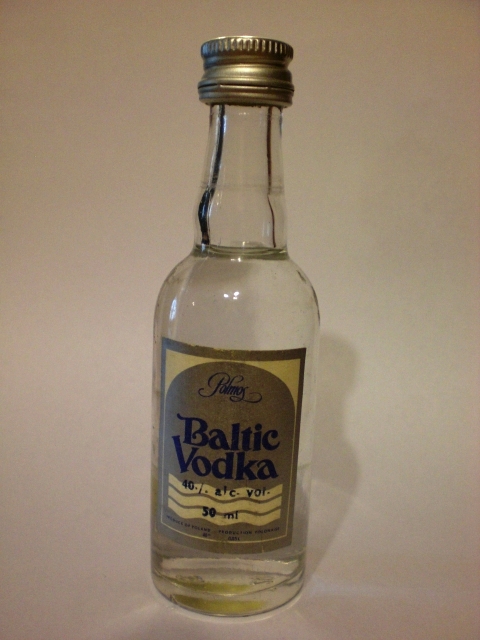 Polmos
Baltic
Vodka
40·/. alc. vol.
50 ml